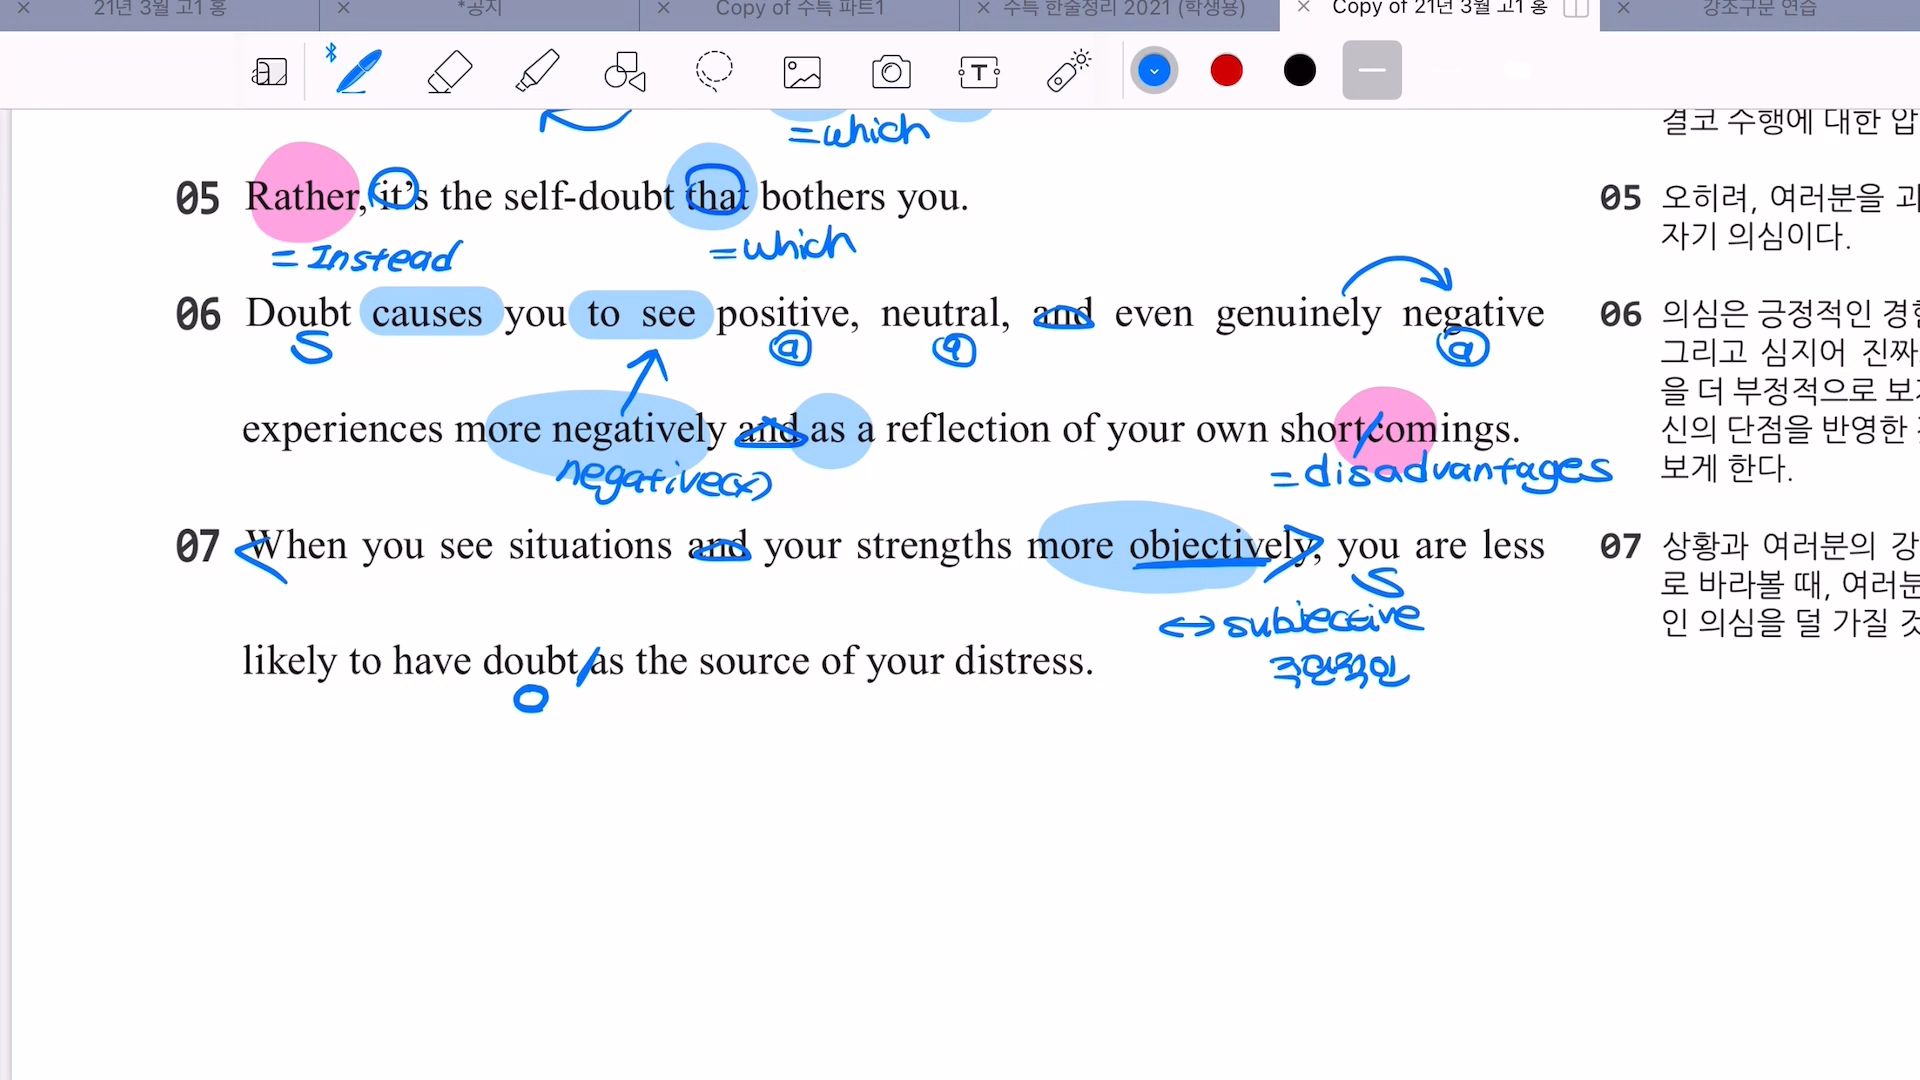 21년 3월 고1 홍
*공지
Copy of 수특 파트1
수특 한술정리 2021 (학생용)
Copy of 21년 3월 고1 홍
강조구문 연습
=which
결코 수행에 대한 압
05 Rather, it's the self-doubt that bothers you.
= Instead
=which
05 오히려, 여러분을 괴
자기 의심이다.
06 Doubt causes you to see positive, neutral, and even genuinely negative
S ⓐ ⓐ ⓐ
experiences more negatively and as a reflection of your own shortcomings.
negative(x)
= disadvantages
06 의심은 긍정적인 경험
그리고 심지어 진짜
을 더 부정적으로 보거
신의 단점을 반영한 것
보게 한다.
07 <When you see situations and your strengths more objectively>, you are less
S
↔ subjective
주관적인
likely to have doubt/as the source of your distress.
O
07 상황과 여러분의 강
로 바라볼 때, 여러분
인 의심을 덜 가질 것